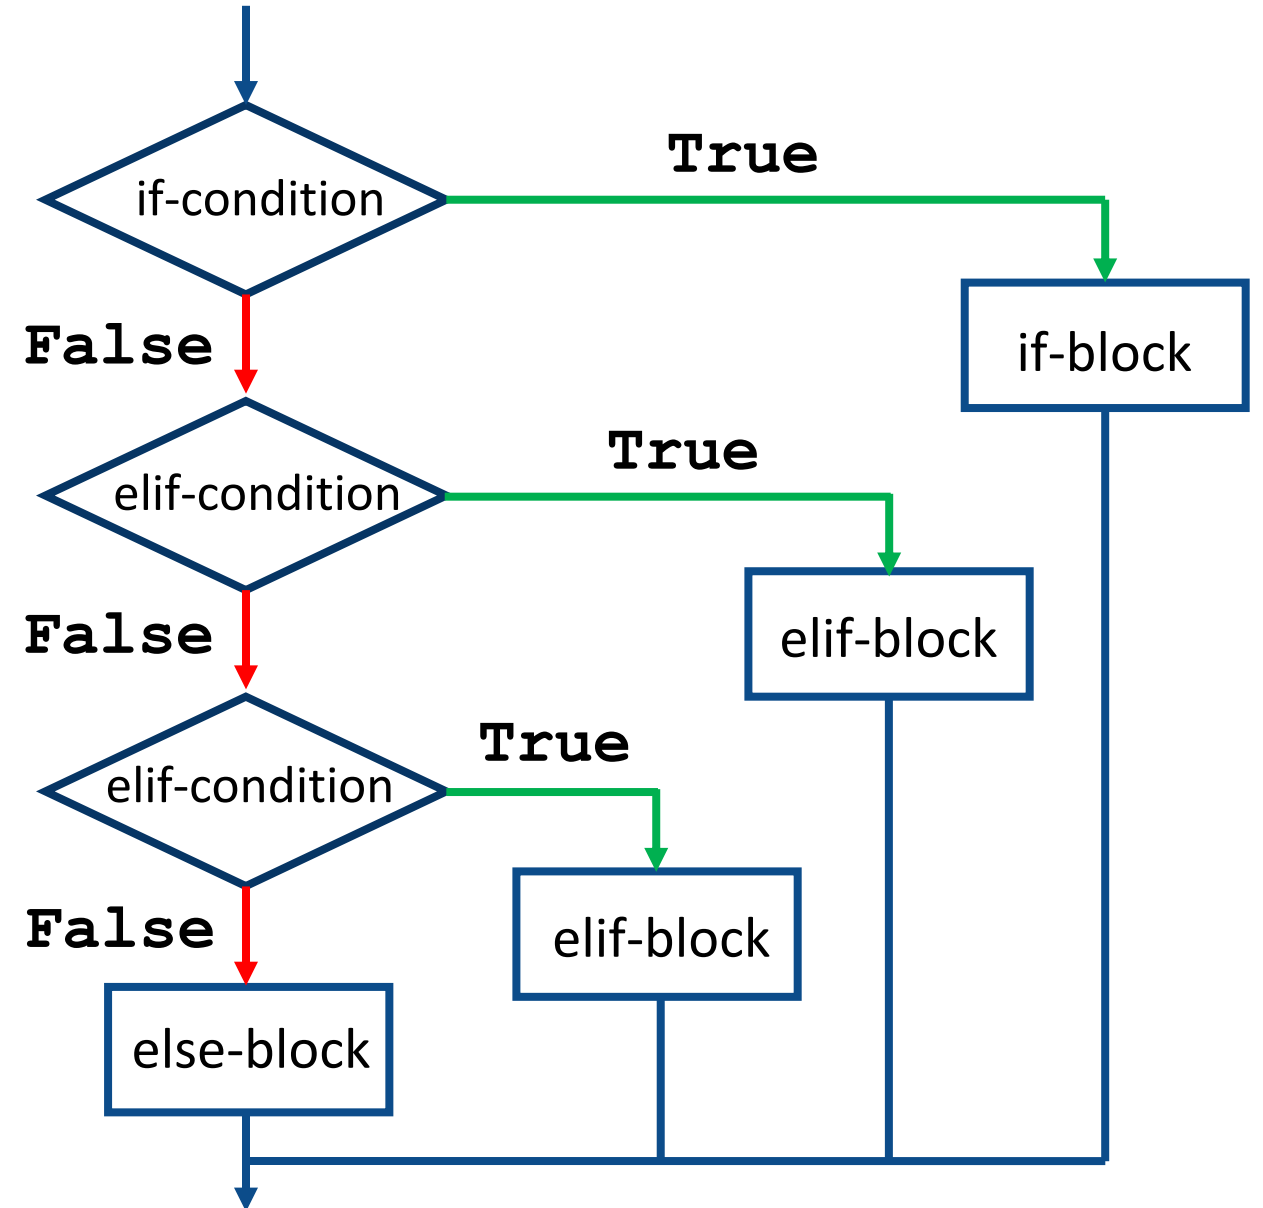 True
if-condition
False
if-block
True
elif-condition
False
elif-block
True
elif-condition
False
elif-block
else-block